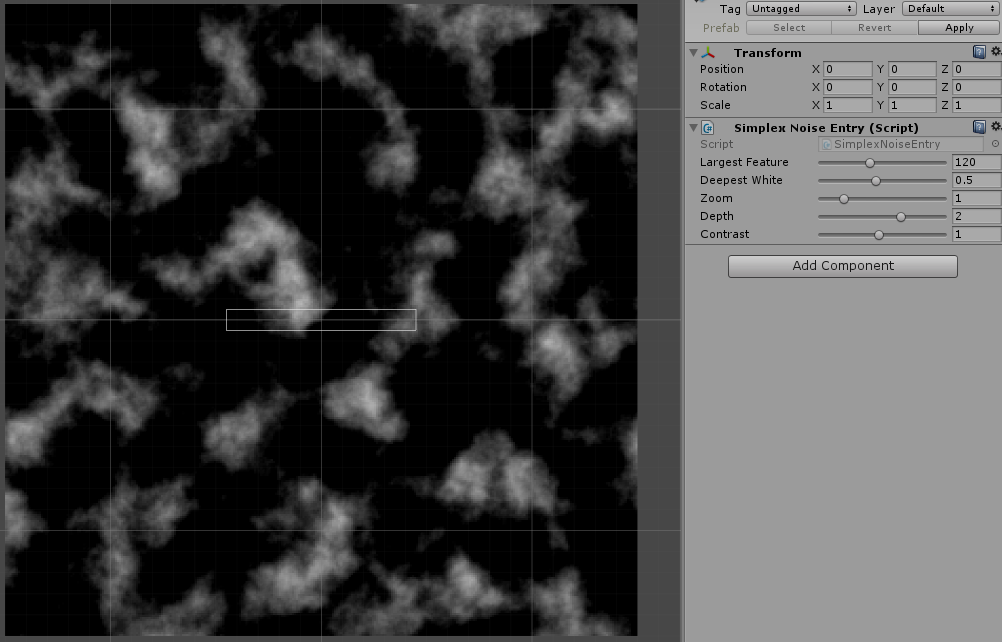 Tag Untagged Layer Default
Prefab Select Revert Apply
Transform
Position X 0 Y 0 Z 0
Rotation X 0 Y 0 Z 0
Scale X 1 Y 1 Z 1
Simplex Noise Entry (Script)
Script SimplexNoiseEntry
Largest Feature 120
Deepest White 0.5
Zoom 1
Depth 2
Contrast 1
Add Component